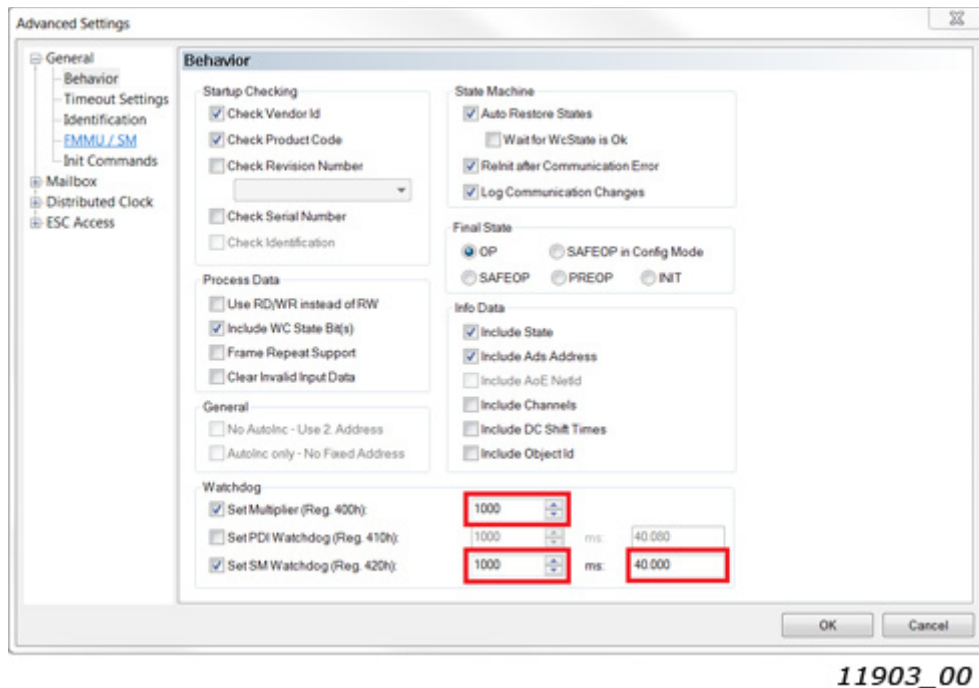 Advanced Settings
General
Behavior
Timeout Settings
Identification
FMMU / SM
Init Commands
Mailbox
Distributed Clock
ESC Access
Behavior
Startup Checking
Check Vendor Id
Check Product Code
Check Revision Number
Check Serial Number
Check Identification
Process Data
Use RD/WR instead of RW
Include WC State Bit(s)
Frame Repeat Support
Clear Invalid Input Data
General
No AutoInc - Use 2. Address
AutoInc only - No Fixed Address
State Machine
Auto Restore States
Wait for WcState is Ok
ReInit after Communication Error
Log Communication Changes
Final State
OP SAFEOP in Config Mode
SAFEOP PREOP INIT
Info Data
Include State
Include Ads Address
Include AoE NetId
Include Channels
Include DC Shift Times
Include Object Id
Watchdog
Set Multiplier (Reg. 400h): 1000
Set PDI Watchdog (Reg. 410h): 1000 ms: 40.080
Set SM Watchdog (Reg. 420h): 1000 ms: 40.000
OK Cancel
11903_00